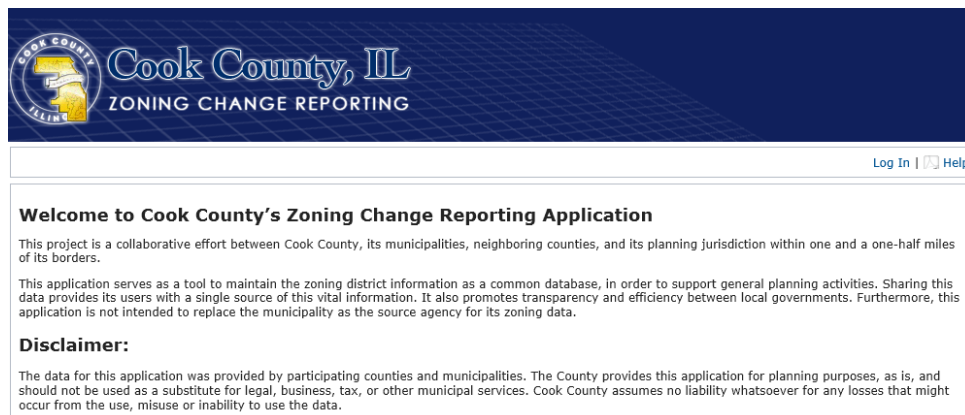 COOK COUNTY
ILLINOIS
Cook County, IL
ZONING CHANGE REPORTING
Log In | Help
Welcome to Cook County’s Zoning Change Reporting Application
This project is a collaborative effort between Cook County, its municipalities, neighboring counties, and its planning jurisdiction within one and a one-half miles
of its borders.
This application serves as a tool to maintain the zoning district information as a common database, in order to support general planning activities. Sharing this
data provides its users with a single source of this vital information. It also promotes transparency and efficiency between local governments. Furthermore, this
application is not intended to replace the municipality as the source agency for its zoning data.
Disclaimer:
The data for this application was provided by participating counties and municipalities. The County provides this application for planning purposes, as is, and
should not be used as a substitute for legal, business, tax, or other municipal services. Cook County assumes no liability whatsoever for any losses that might
occur from the use, misuse or inability to use the data.